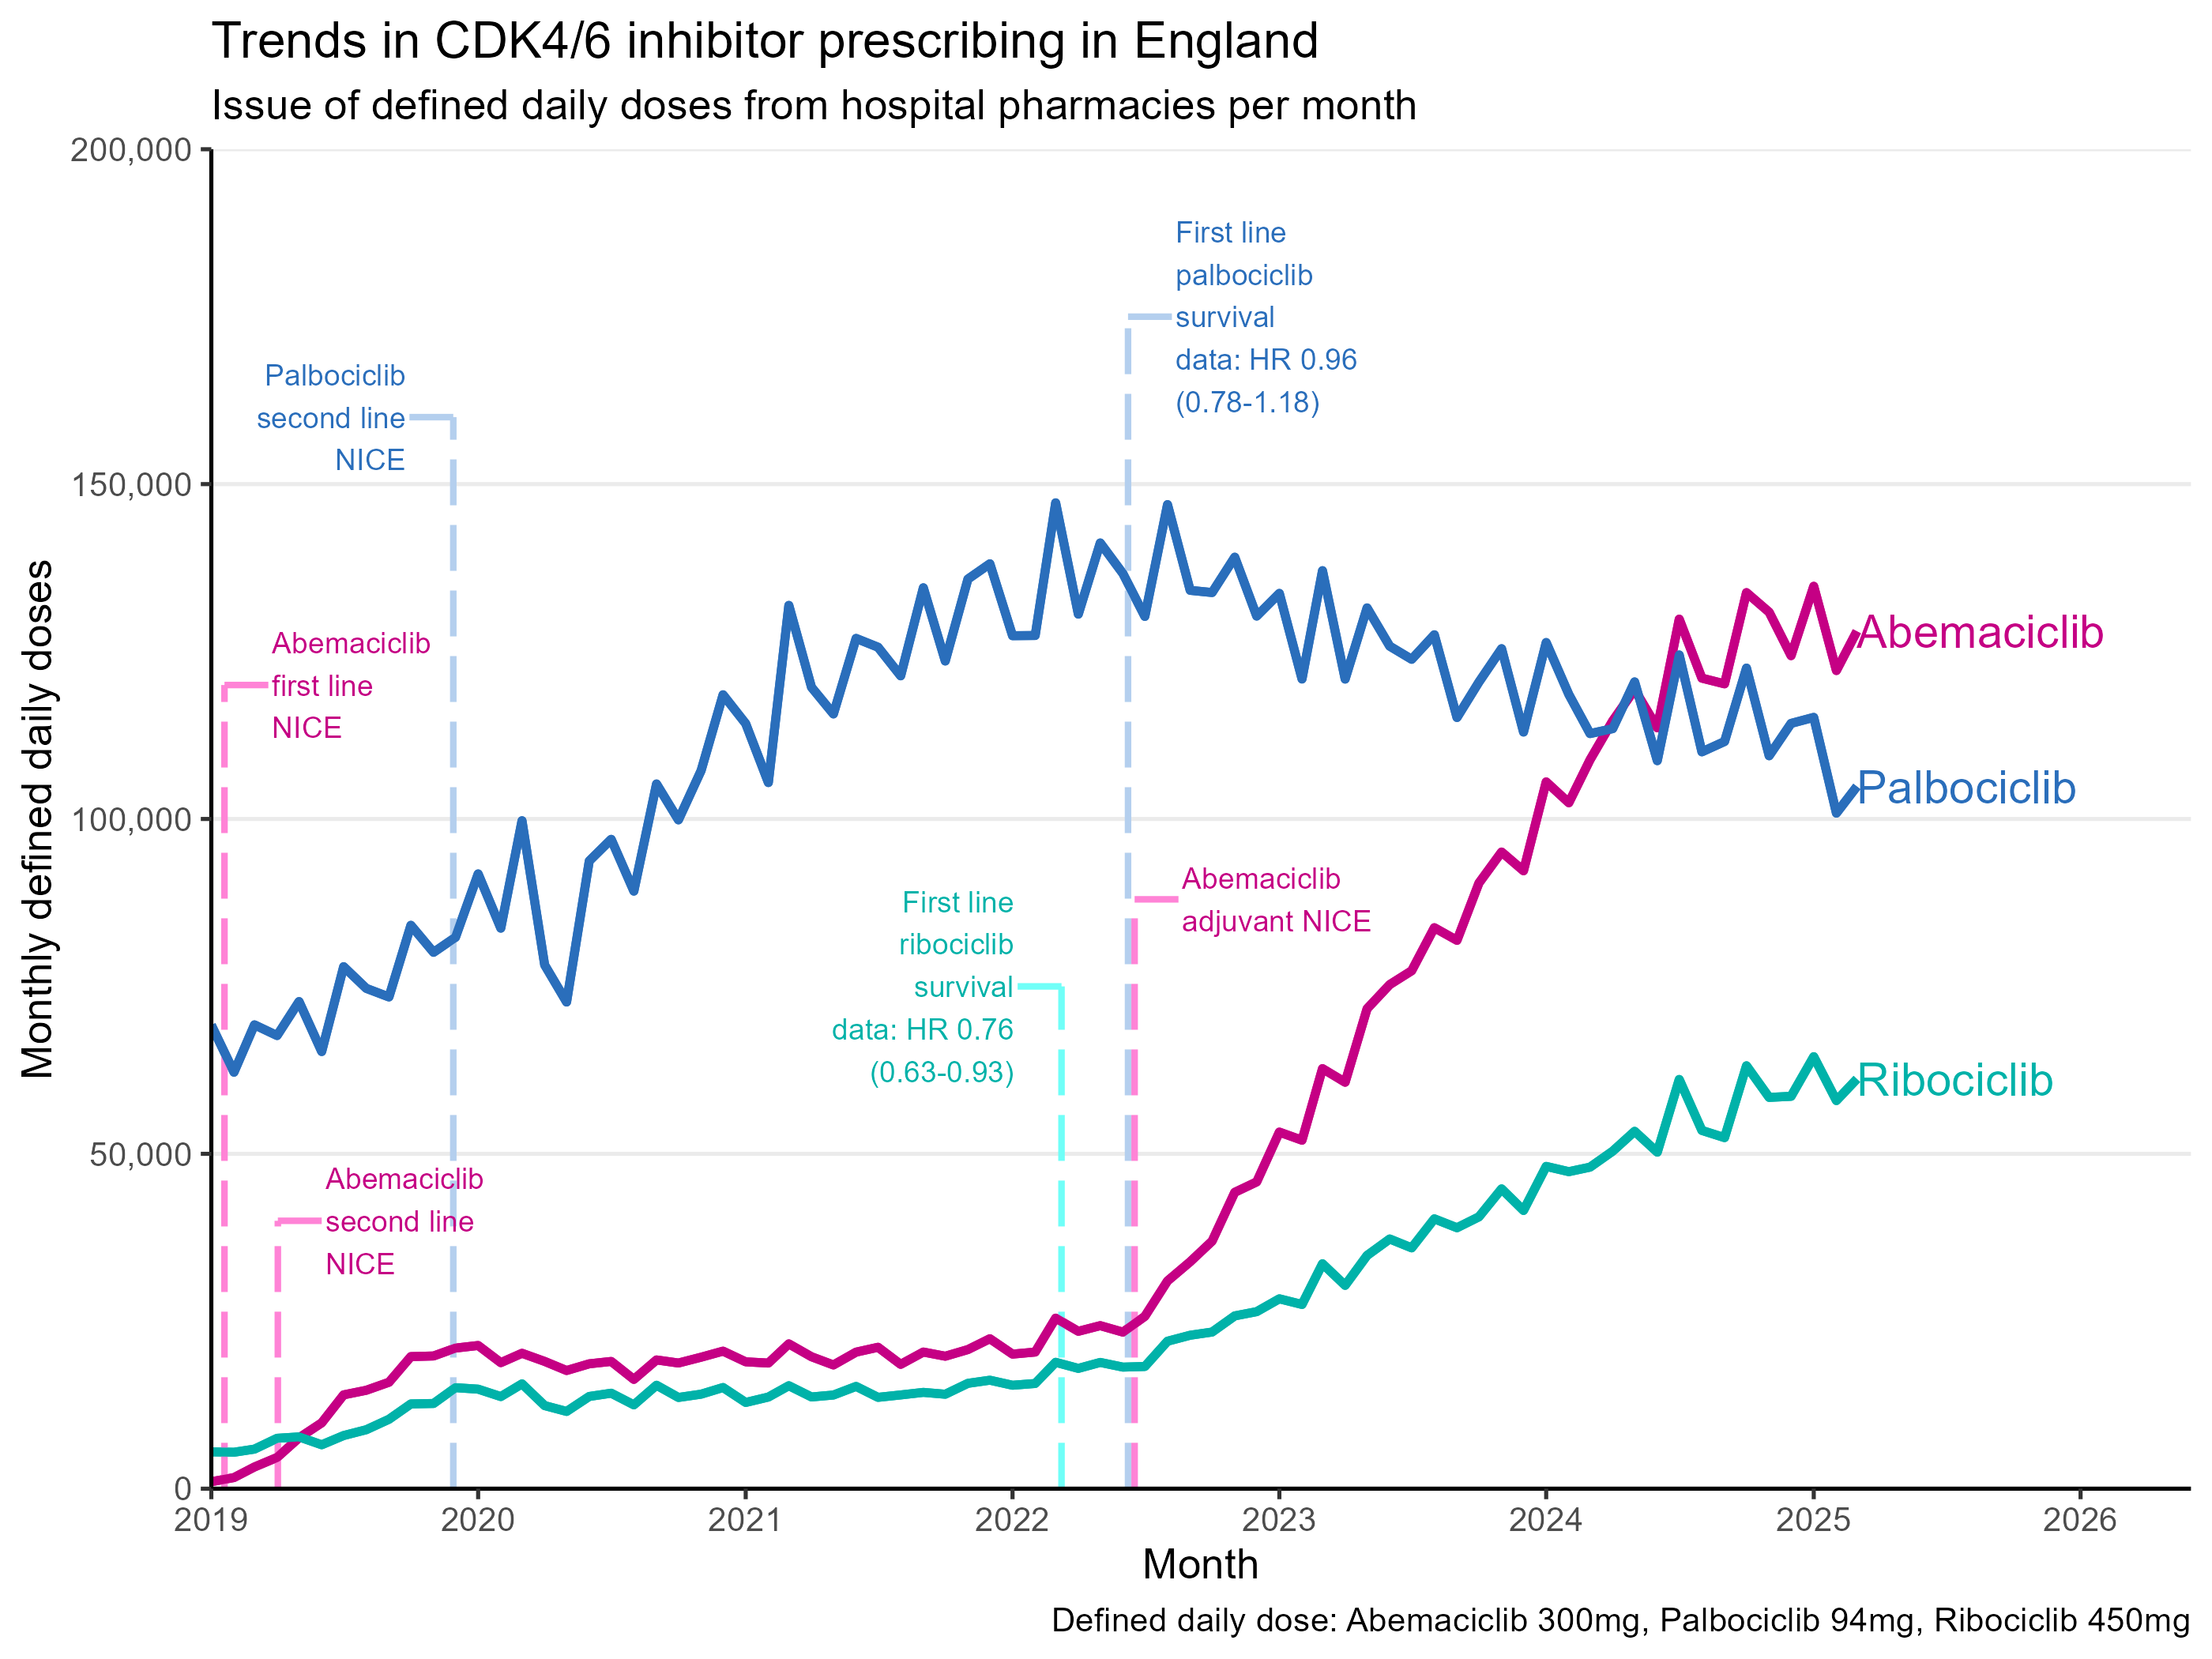 Trends in CDK4/6 inhibitor prescribing in England
Issue of defined daily doses from hospital pharmacies per month
Monthly defined daily doses
200,000
150,000
100,000
50,000
0
First line
palbociclib
survival
data: HR 0.96
(0.78-1.18)
Palbociclib
second line
NICE
Abemaciclib
first line
NICE
Abemaciclib
Palbociclib
Abemaciclib
adjuvant NICE
First line
ribociclib
survival
data: HR 0.76
(0.63-0.93)
Ribociclib
Abemaciclib
second line
NICE
2019
2020
2021
2022
2023
2024
2025
2026
Month
Defined daily dose: Abemaciclib 300mg, Palbociclib 94mg, Ribociclib 450mg